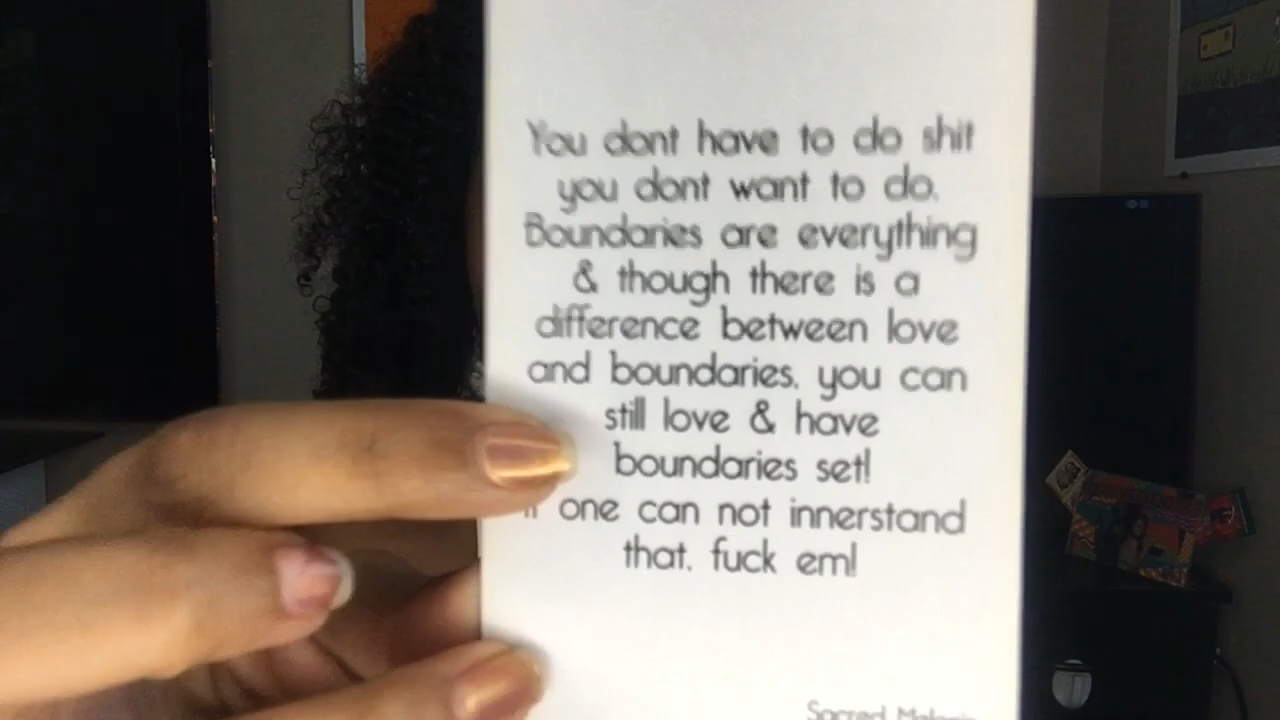 You dont have to do shit
you dont want to do.
Boundaries are everything
& though there is a
difference between love
and boundaries. you can
still love & have
boundaries set!
one can not innerstand
that. fuck em!
Sacred